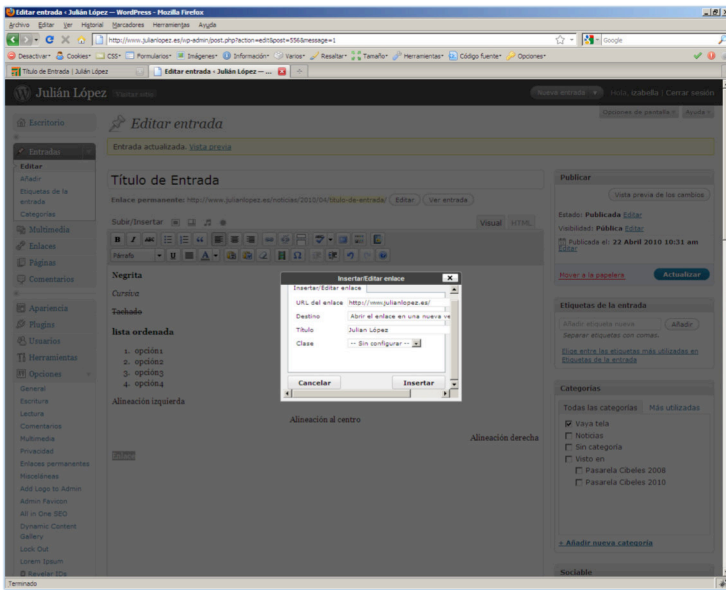 Editar entrada ‹ Julián López — WordPress - Mozilla Firefox
Archivo Editar Ver Historial Marcadores Herramientas Ayuda
http://www.julianlopez.es/wp-admin/post.php?action=edit&post=556&message=1
Google
Desactivar Cookies CSS Formularios Imágenes Información Varios Resaltar Tamaño Herramientas Código fuente Opciones
Título de Entrada | Julián López
Editar entrada ‹ Julián López — ...
Julián López
Nueva entrada
Hola, izabella | Cerrar sesión
Opciones de pantalla Ayuda
Escritorio
Editar entrada
Entradas
Entrada actualizada. Vista previa
Editar
Añadir
Etiquetas de la entrada
Categorías
Multimedia
Enlaces
Páginas
Comentarios
Apariencia
Plugins
Usuarios
Herramientas
Opciones
General
Escritura
Lectura
Comentarios
Multimedia
Privacidad
Enlaces permanentes
Misceláneas
Add Logo to Admin
Admin Favicon
All in One SEO
Dynamic Content
Gallery
Lock Out
Lorem Ipsum
Revelar IDs
Título de Entrada
Enlace permanente: http://www.julianlopez.es/noticias/2010/04/titulo-de-entrada/ Editar Ver entrada
Subir/Insertar
Visual HTML
B I ABC
Párrafo
Negrita
Cursiva
Tachado
lista ordenada
1. opción1
2. opción2
3. opción3
4. opción4
Alineación izquierda
Alineación al centro
Alineación derecha
Enlace
Insertar/Editar enlace
Insertar/Editar enlace
URL del enlace http://www.julianlopez.es/
Destino Abrir el enlace en una nueva ve
Título Julian López
Clase -- Sin configurar --
Cancelar Insertar
Publicar
Vista previa de los cambios
Estado: Publicada Editar
Visibilidad: Pública Editar
Publicada el: 22 Abril 2010 10:31 am
Editar
Mover a la papelera
Actualizar
Etiquetas de la entrada
Añadir etiqueta nueva Añadir
Separar etiquetas con comas.
Elige entre las etiquetas más utilizadas en
Etiquetas de la entrada
Categorías
Todas las categorías Más utilizadas
Vaya tela
Noticias
Sin categoría
Visto en
Pasarela Cibeles 2008
Pasarela Cibeles 2010
+ Añadir nueva categoría
Sociable
Terminado